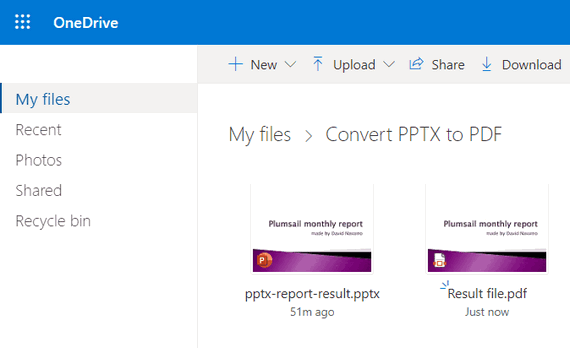 OneDrive
New Upload Share Download
My files
Recent
Photos
Shared
Recycle bin
My files > Convert PPTX to PDF
Plumsail monthly report
made by David Navarro
Plumsail monthly report
made by David Navarro
pptx-report-result.pptx
51m ago
Result file.pdf
Just now